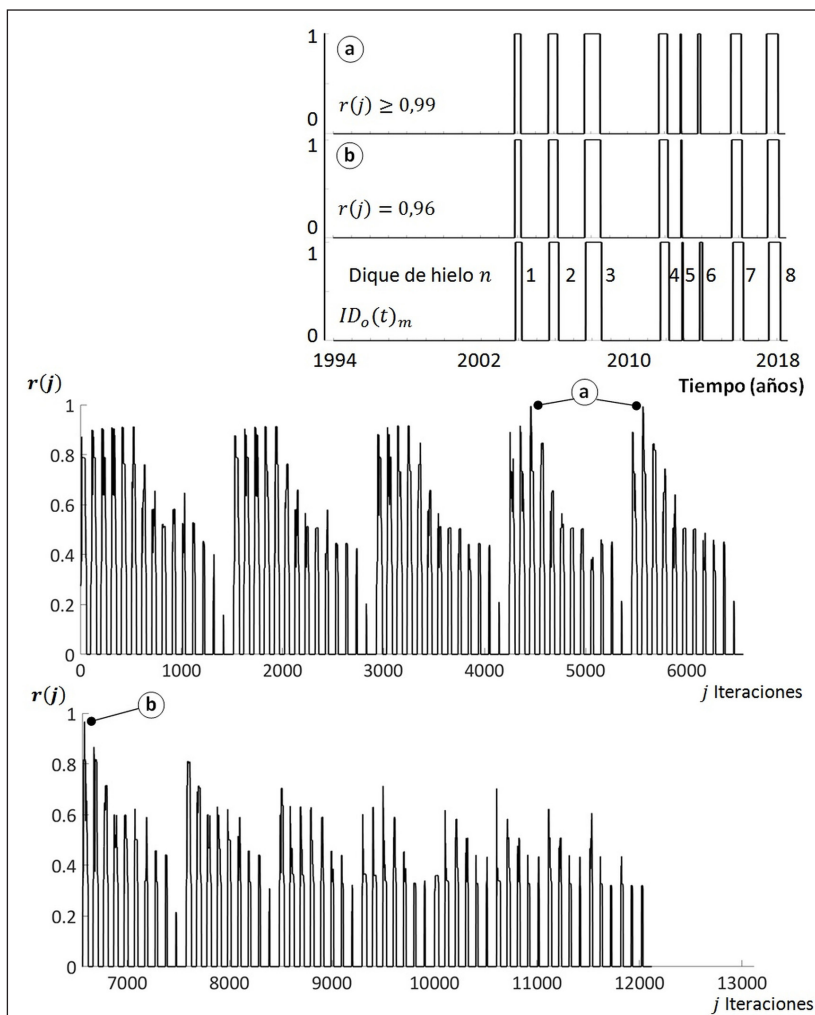 1
a
r(j) ≥ 0,99
0
1
b
r(j) = 0,96
0
1
Dique de hielo n 1 2 3 4 5 6 7 8
ID_o(t)_m
0
1994 2002 2010 2018
Tiempo (años)
r(j)
a
1
0.8
0.6
0.4
0.2
0
0 1000 2000 3000 4000 5000 6000
j Iteraciones
r(j)
b
1
0.8
0.6
0.4
0.2
0
7000 8000 9000 10000 11000 12000 13000
j Iteraciones